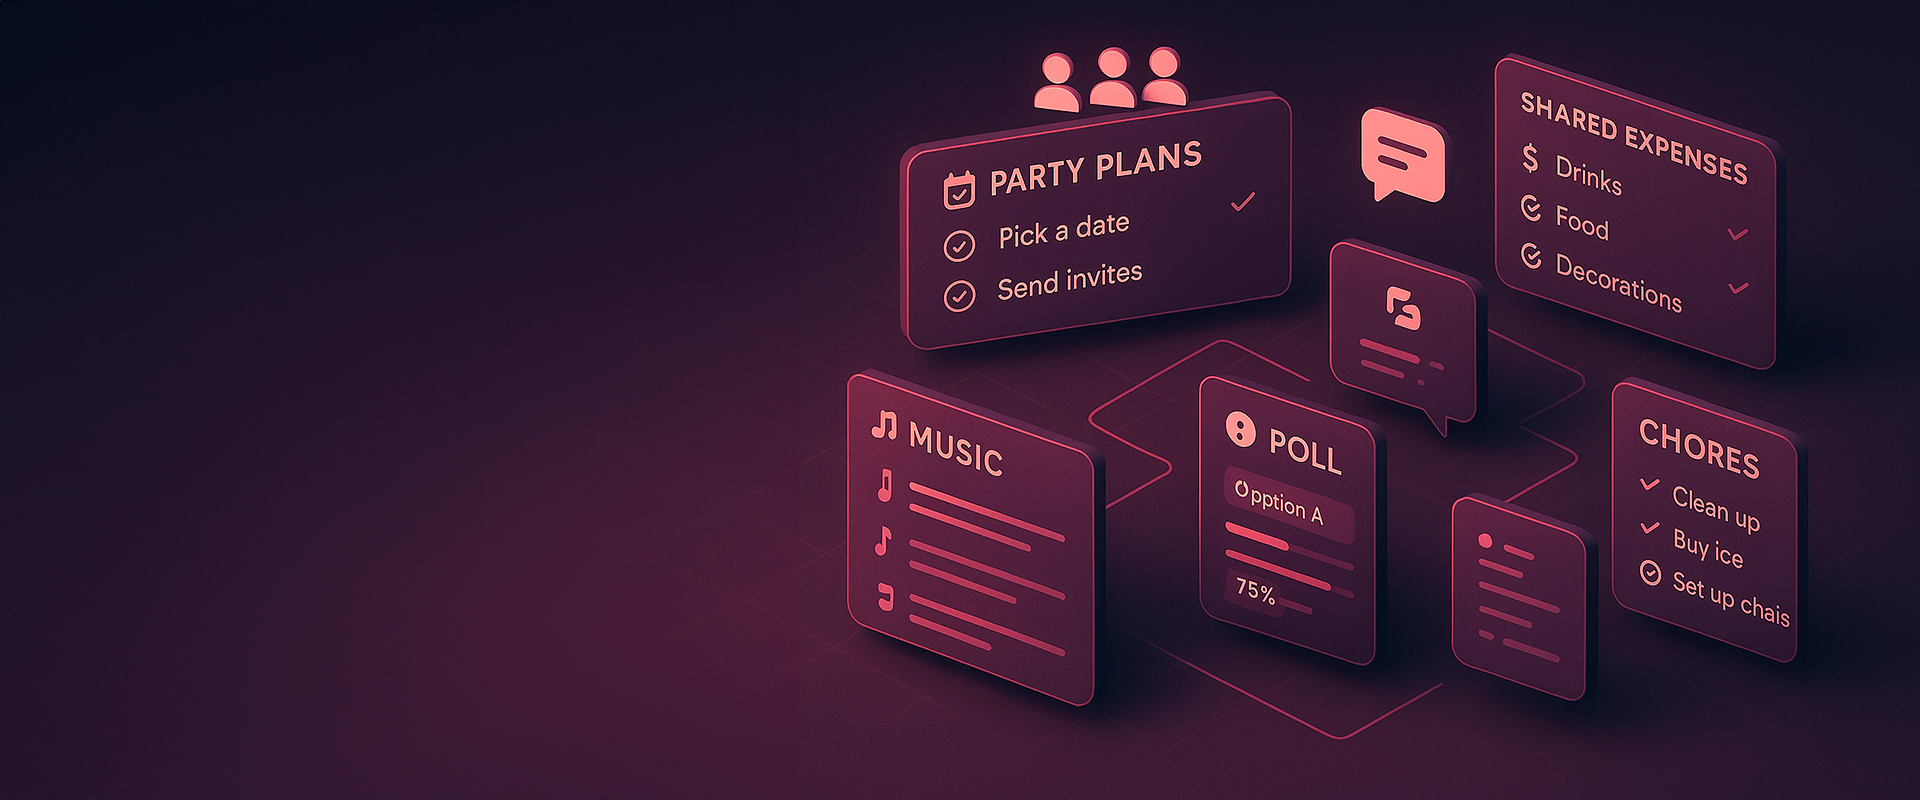 PARTY PLANS
Pick a date
Send invites
SHARED EXPENSES
$ Drinks
Food
Decorations
MUSIC
POLL
Opption A
75%
CHORES
Clean up
Buy ice
Set up chais